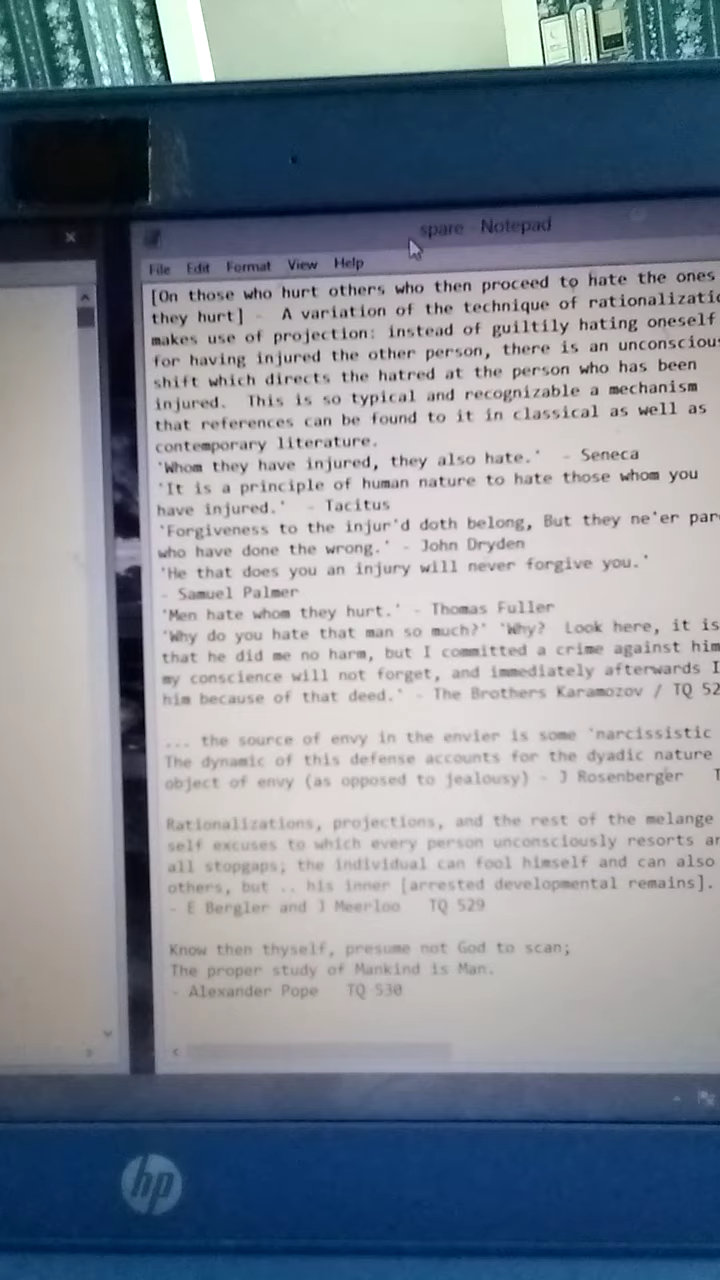 spare - Notepad
File Edit Format View Help
[On those who hurt others who then proceed to hate the ones
they hurt] - A variation of the technique of rationalizatio
makes use of projection: instead of guiltily hating oneself
for having injured the other person, there is an unconscious
shift which directs the hatred at the person who has been
injured. This is so typical and recognizable a mechanism
that references can be found to it in classical as well as
contemporary literature.
'Whom they have injured, they also hate.' - Seneca
'It is a principle of human nature to hate those whom you
have injured.' - Tacitus
'Forgiveness to the injur'd doth belong, But they ne'er par
who have done the wrong.' - John Dryden
'He that does you an injury will never forgive you.'
- Samuel Palmer
'Men hate whom they hurt.' - Thomas Fuller
'Why do you hate that man so much?' 'Why? Look here, it is
that he did me no harm, but I committed a crime against him
my conscience will not forget, and immediately afterwards I
him because of that deed.' - The Brothers Karamozov / TQ 52
... the source of envy in the envier is some 'narcissistic
The dynamic of this defense accounts for the dyadic nature
object of envy (as opposed to jealousy) - J Rosenberger T
Rationalizations, projections, and the rest of the melange
self excuses to which every person unconsciously resorts ar
all stopgaps; the individual can fool himself and can also
others, but .. his inner [arrested developmental remains].
- E Bergler and J Meerloo TQ 529
Know then thyself, presume not God to scan;
The proper study of Mankind is Man.
- Alexander Pope TQ 530
hp